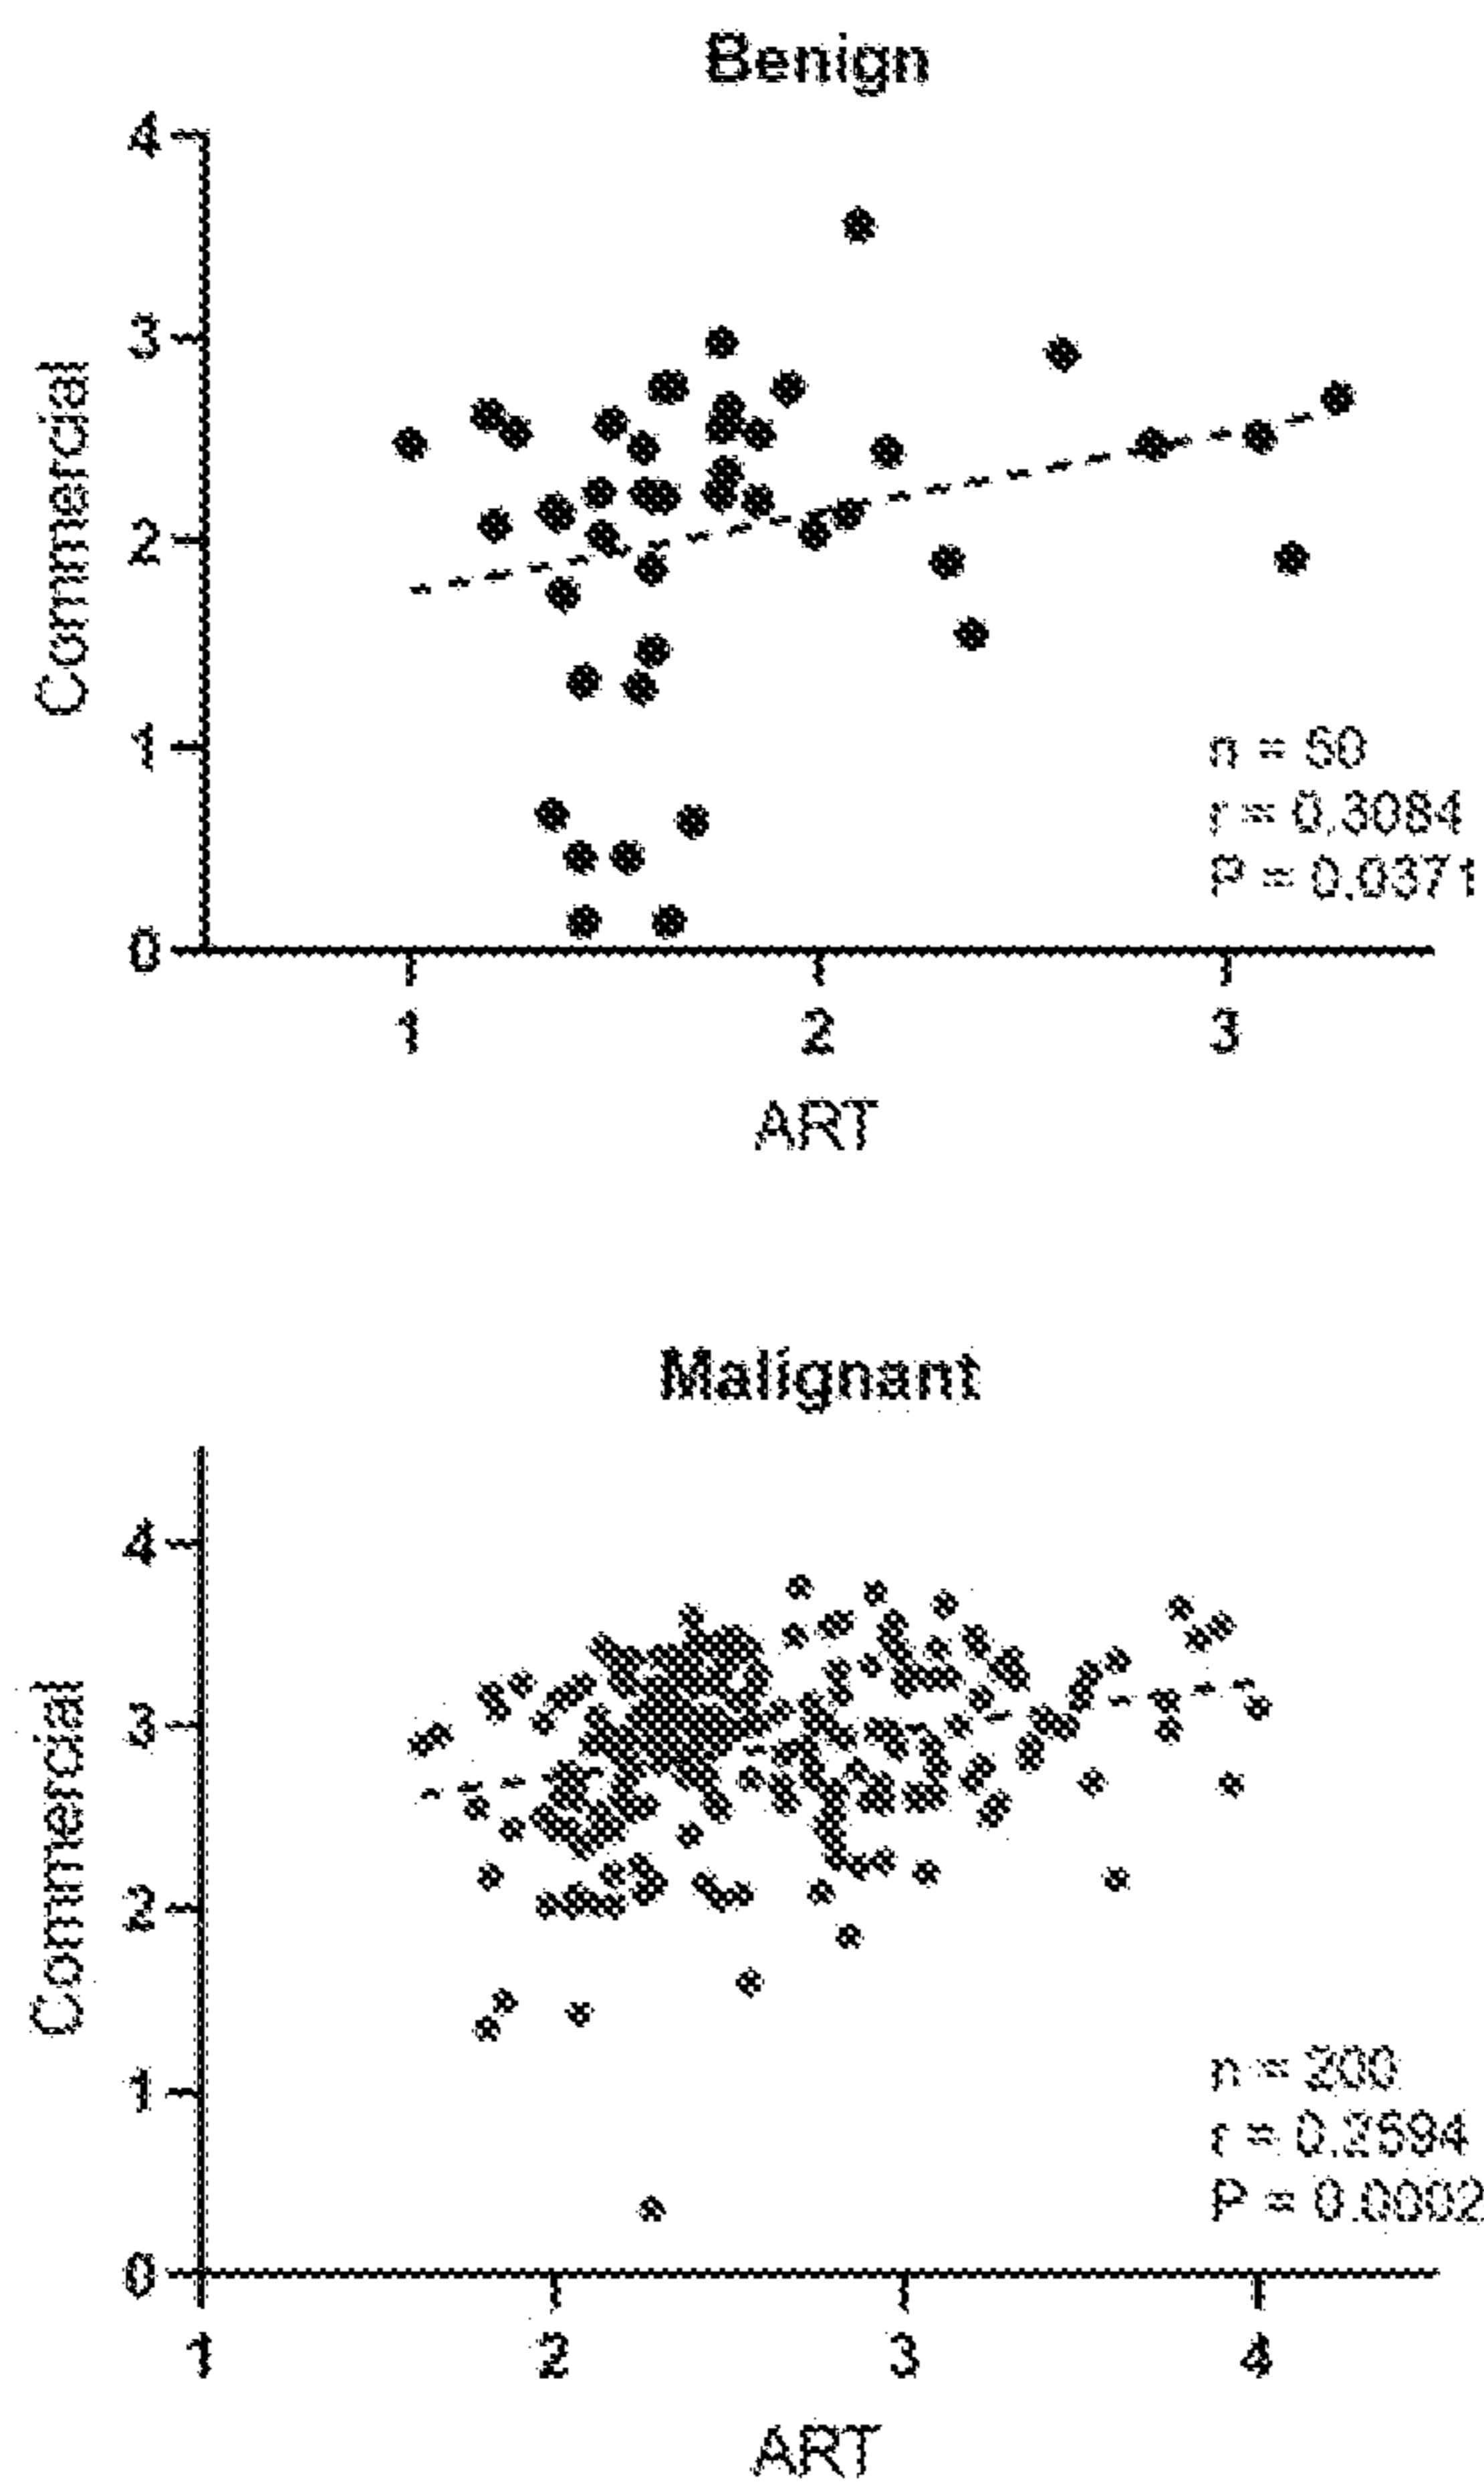 Benign
4
3
2
1
0
Commercial
1
2
3
ART
n = 50
r = 0.3084
P = 0.0371
Malignant
4
3
2
1
0
Commercial
1
2
3
4
ART
n = 200
r = 0.2594
P = 0.0002